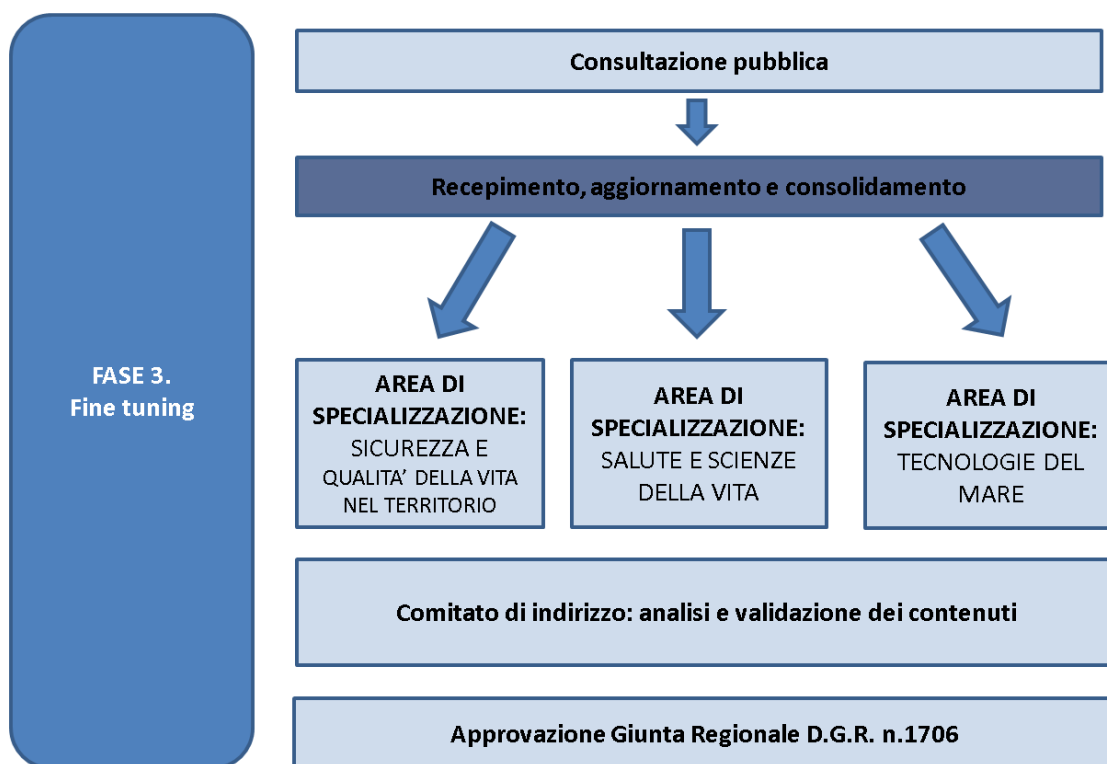 Consultazione pubblica
Recepimento, aggiornamento e consolidamento
FASE 3.
Fine tuning
AREA DI
SPECIALIZZAZIONE:
SICUREZZA E
QUALITA’ DELLA VITA
NEL TERRITORIO
AREA DI
SPECIALIZZAZIONE:
SALUTE E SCIENZE
DELLA VITA
AREA DI
SPECIALIZZAZIONE:
TECNOLOGIE DEL
MARE
Comitato di indirizzo: analisi e validazione dei contenuti
Approvazione Giunta Regionale D.G.R. n.1706